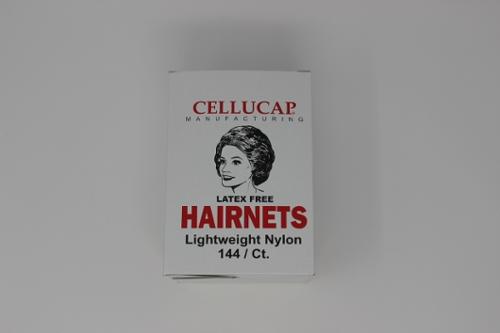 CELLUCAP
MANUFACTURING
LATEX FREE
HAIRNETS
Lightweight Nylon
144 / Ct.